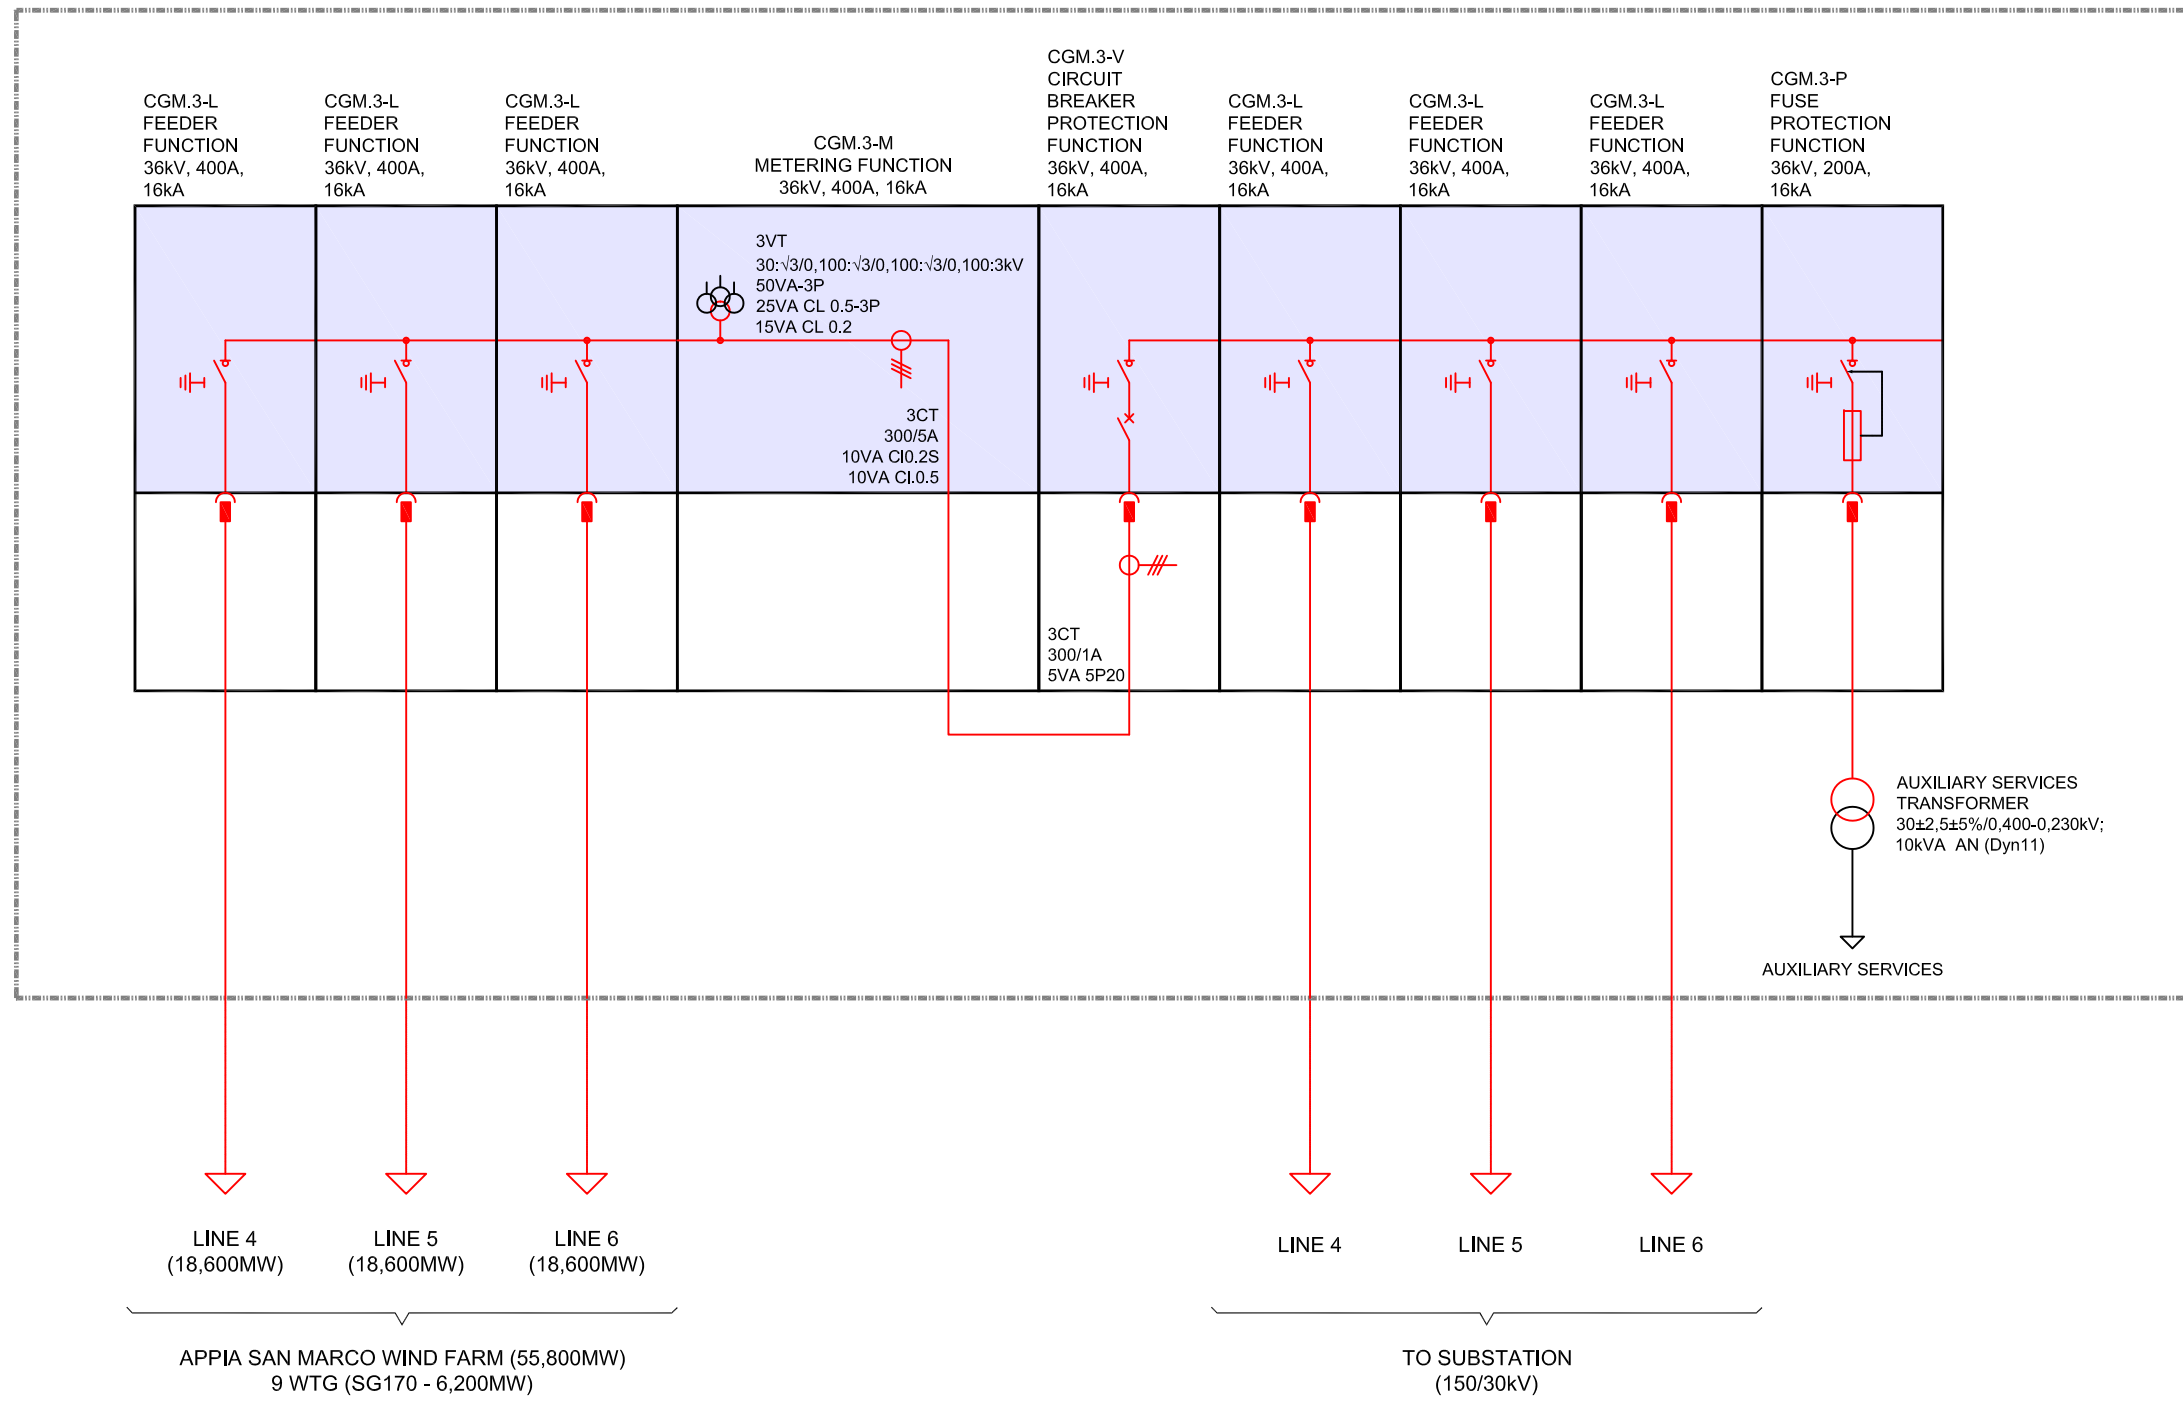 CGM.3-L
FEEDER
FUNCTION
36kV, 400A,
16kA
CGM.3-L
FEEDER
FUNCTION
36kV, 400A,
16kA
CGM.3-L
FEEDER
FUNCTION
36kV, 400A,
16kA
CGM.3-M
METERING FUNCTION
36kV, 400A, 16kA
CGM.3-V
CIRCUIT
BREAKER
PROTECTION
FUNCTION
36kV, 400A,
16kA
CGM.3-L
FEEDER
FUNCTION
36kV, 400A,
16kA
CGM.3-L
FEEDER
FUNCTION
36kV, 400A,
16kA
CGM.3-L
FEEDER
FUNCTION
36kV, 400A,
16kA
CGM.3-P
FUSE
PROTECTION
FUNCTION
36kV, 200A,
16kA
3VT
30:√3/0,100:√3/0,100:√3/0,100:3kV
50VA-3P
25VA CL 0.5-3P
15VA CL 0.2
3CT
300/5A
10VA Cl0.2S
10VA Cl.0.5
3CT
300/1A
5VA 5P20
AUXILIARY SERVICES
TRANSFORMER
30±2,5±5%/0,400-0,230kV;
10kVA AN (Dyn11)
AUXILIARY SERVICES
LINE 4
(18,600MW)
LINE 5
(18,600MW)
LINE 6
(18,600MW)
LINE 4
LINE 5
LINE 6
APPIA SAN MARCO WIND FARM (55,800MW)
9 WTG (SG170 - 6,200MW)
TO SUBSTATION
(150/30kV)